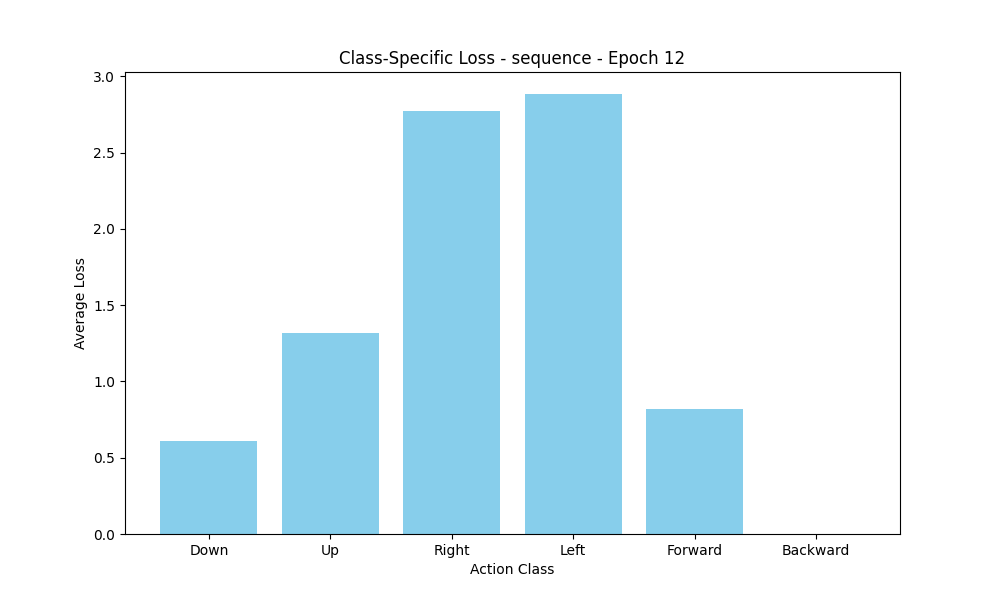 Class-Specific Loss - sequence - Epoch 12
3.0
2.5
2.0
1.5
1.0
0.5
0.0
Average Loss
Down Up Right Left Forward Backward
Action Class